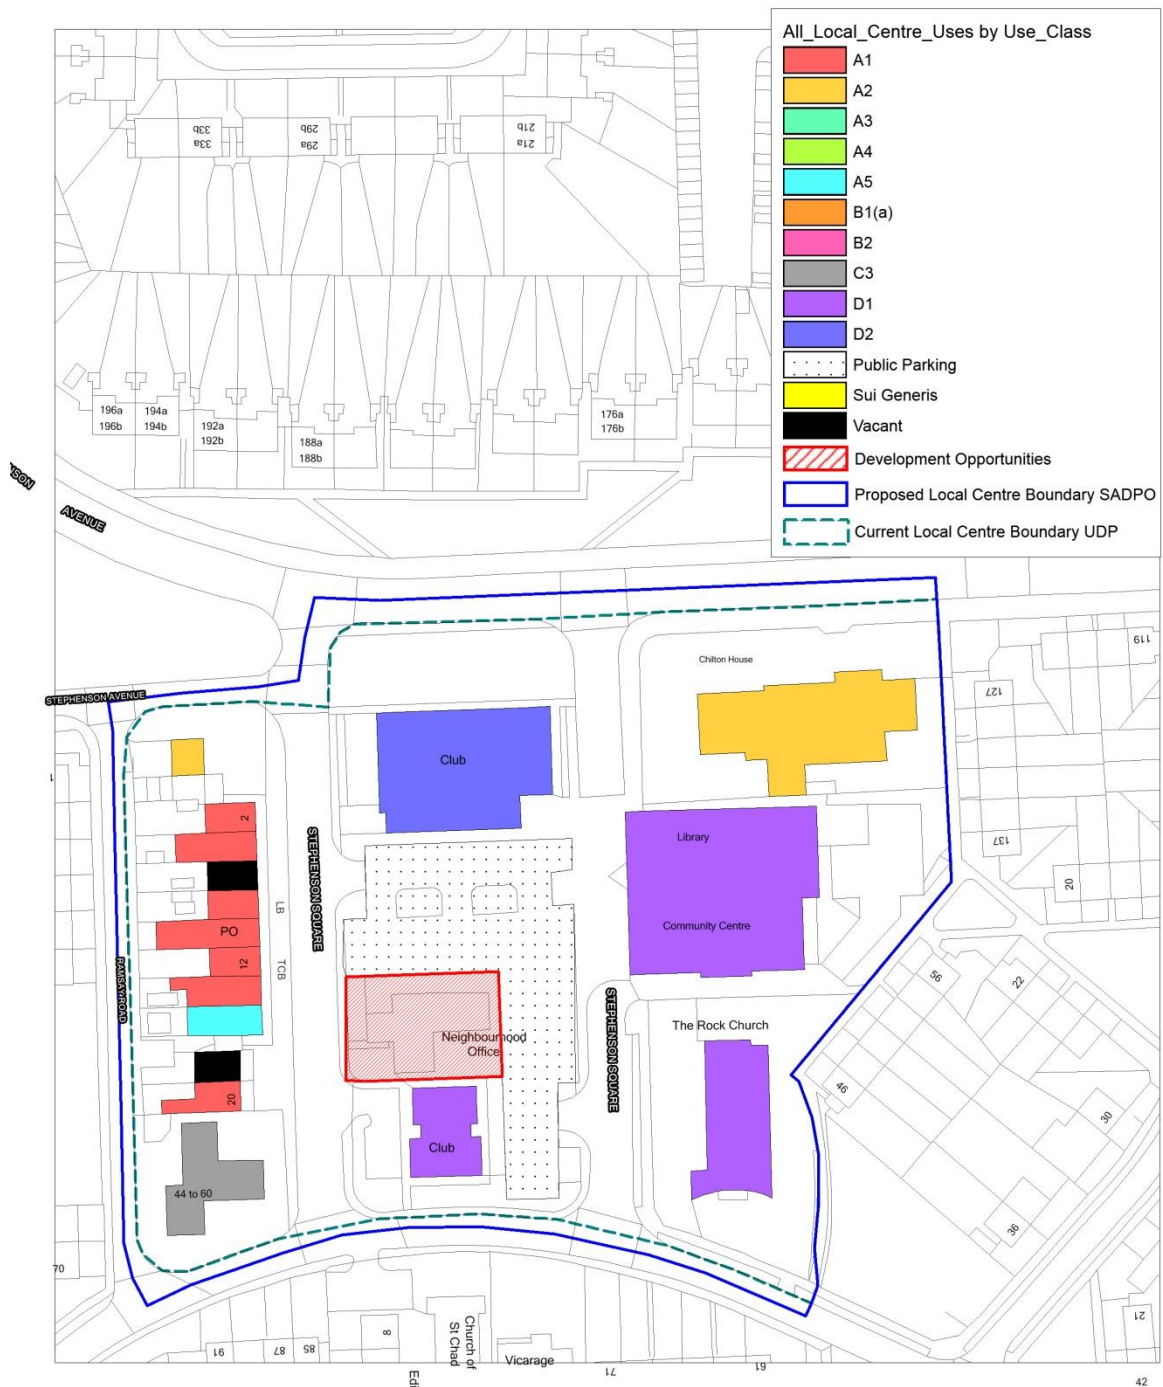 All_Local_Centre_Uses by Use_Class
A1
A2
A3
A4
A5
B1(a)
B2
C3
D1
D2
Public Parking
Sui Generis
Vacant
Development Opportunities
Proposed Local Centre Boundary SADPO
Current Local Centre Boundary UDP
33b
33a
29b
29a
21b
21a
196a
196b
194a
194b
192a
192b
188a
188b
176a
176b
NSON
AVENUE
STEPHENSON AVENUE
Chilton House
119
127
137
20
Club
2
Library
LB
STEPHENSON SQUARE
PO
Community Centre
12
TCB
RAMSAY ROAD
56
22
STEPHENSON SQUARE
The Rock Church
Neighbourhood
Office
46
30
20
Club
44 to 60
36
70
1
91
87
85
8
Church of
St Chad
Vicarage
Edi
71
61
21
42